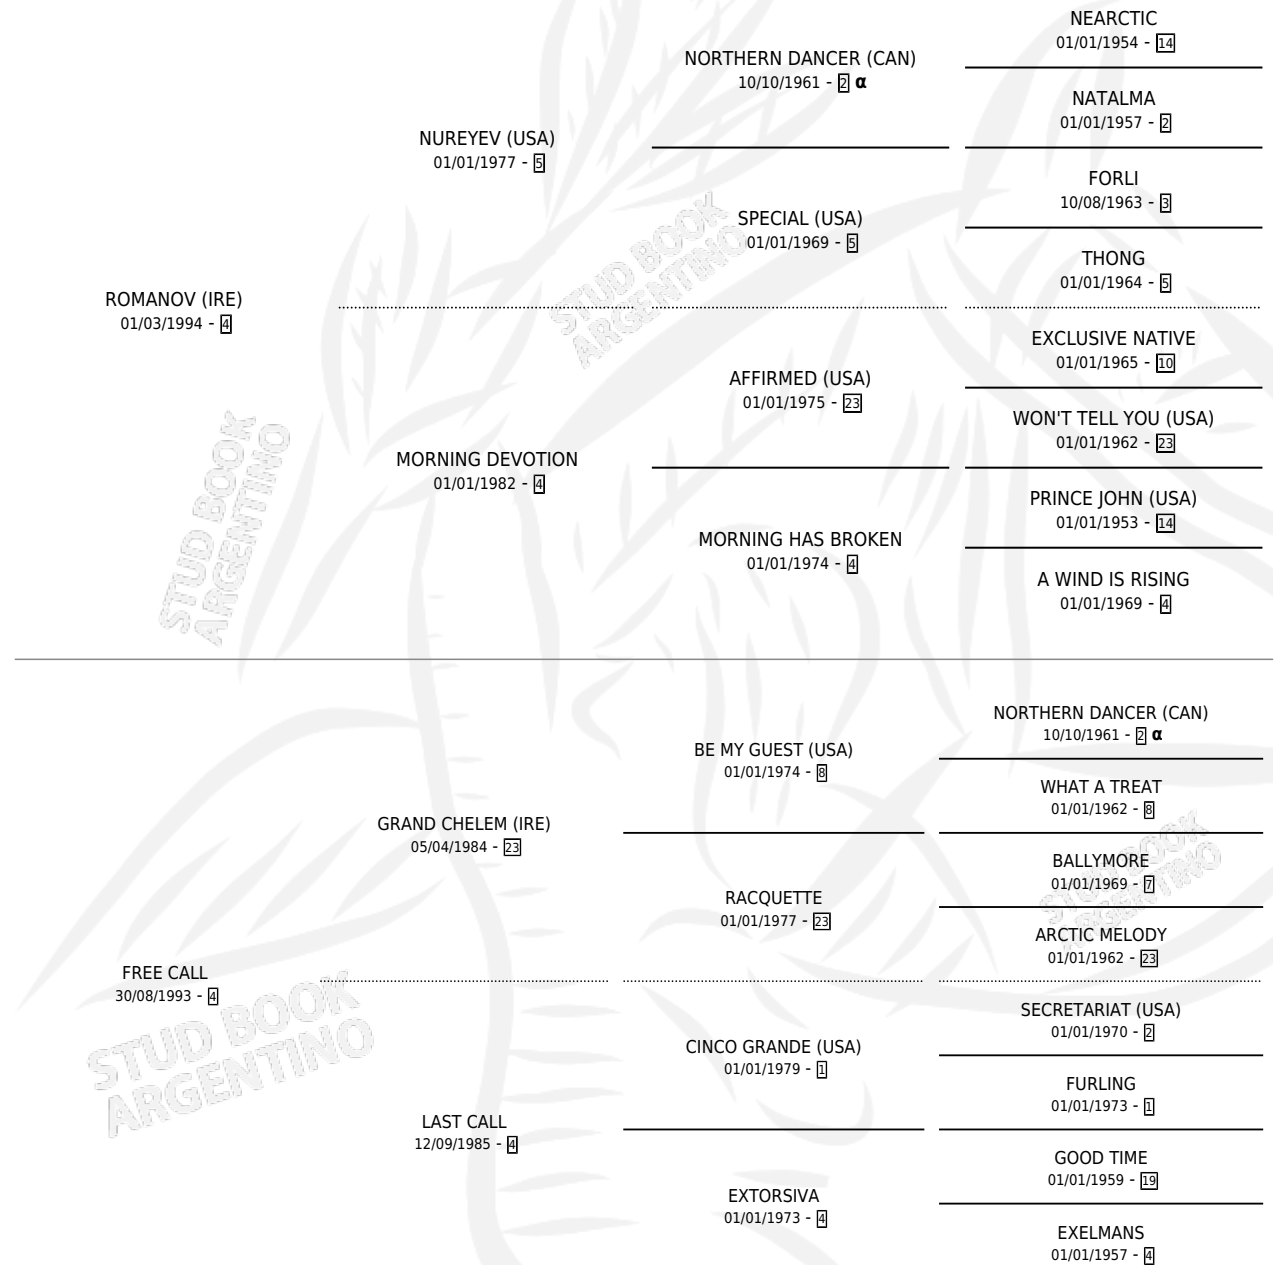 NEARCTIC
01/01/1954 - 14
NORTHERN DANCER (CAN)
10/10/1961 - 2 α
NATALMA
01/01/1957 - 2
NUREYEV (USA)
01/01/1977 - 5
FORLI
10/08/1963 - 3
SPECIAL (USA)
01/01/1969 - 5
THONG
01/01/1964 - 5
STUD BOOK
ARGENTINO
ROMANOV (IRE)
01/03/1994 - 4
EXCLUSIVE NATIVE
01/01/1965 - 10
AFFIRMED (USA)
01/01/1975 - 23
WON'T TELL YOU (USA)
01/01/1962 - 23
MORNING DEVOTION
01/01/1982 - 4
PRINCE JOHN (USA)
01/01/1953 - 14
MORNING HAS BROKEN
01/01/1974 - 4
A WIND IS RISING
01/01/1969 - 4
STUD BOOK
ARGENTINO
NORTHERN DANCER (CAN)
10/10/1961 - 2 α
BE MY GUEST (USA)
01/01/1974 - 8
WHAT A TREAT
01/01/1962 - 8
GRAND CHELEM (IRE)
05/04/1984 - 23
BALLYMORE
01/01/1969 - 7
RACQUETTE
01/01/1977 - 23
ARCTIC MELODY
01/01/1962 - 23
STUD BOOK
ARGENTINO
FREE CALL
30/08/1993 - 4
SECRETARIAT (USA)
01/01/1970 - 2
CINCO GRANDE (USA)
01/01/1979 - 1
FURLING
01/01/1973 - 1
LAST CALL
12/09/1985 - 4
GOOD TIME
01/01/1959 - 19
EXTORSIVA
01/01/1973 - 4
EXELMANS
01/01/1957 - 4
STUD BOOK
ARGENTINO